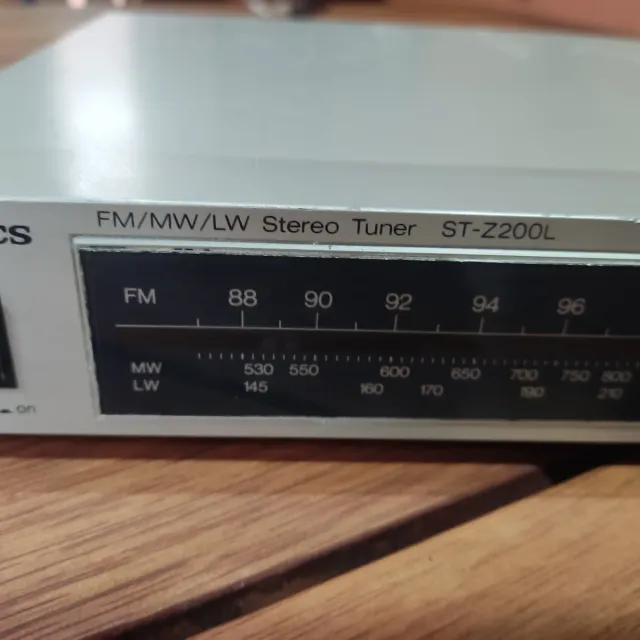 cs
FM/MW/LW Stereo Tuner ST-Z200L
FM 88 90 92 94 96
MW 530 550 600 650 700 750 800
LW 145 160 170 190 210
on